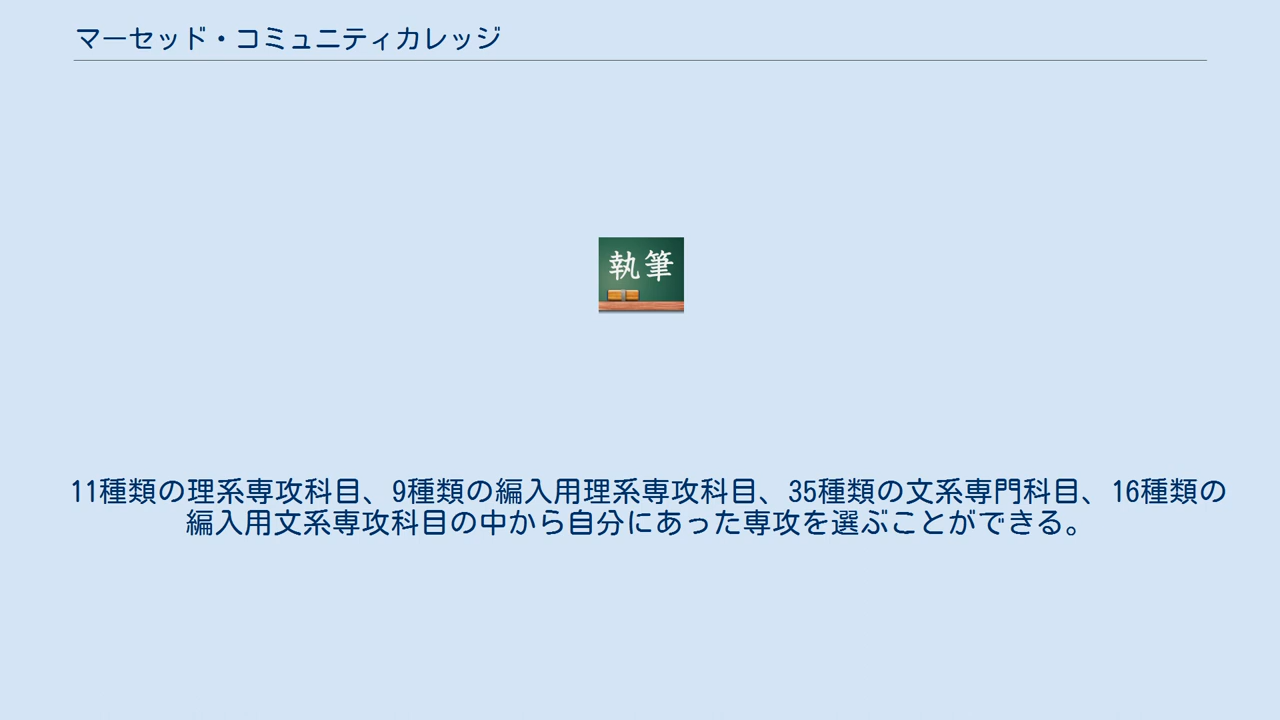 マーセッド・コミュニティカレッジ
執筆
11種類の理系専攻科目、9種類の編入用理系専攻科目、35種類の文系専門科目、16種類の
編入用文系専攻科目の中から自分にあった専攻を選ぶことができる。